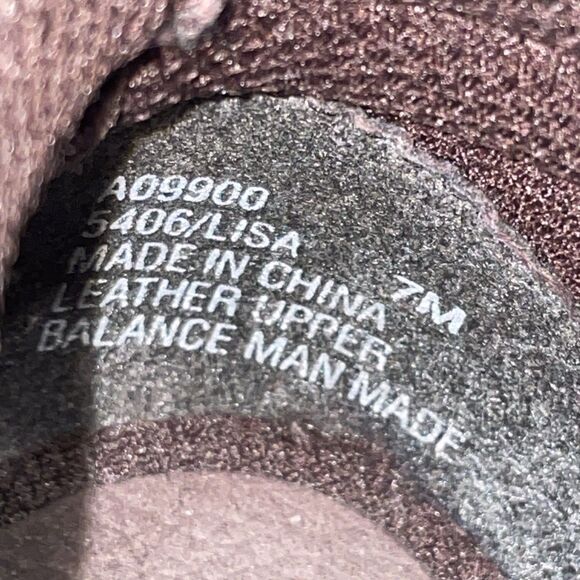 A09900
5406/LISA
MADE IN CHINA 7M
LEATHER UPPER
BALANCE MAN MADE